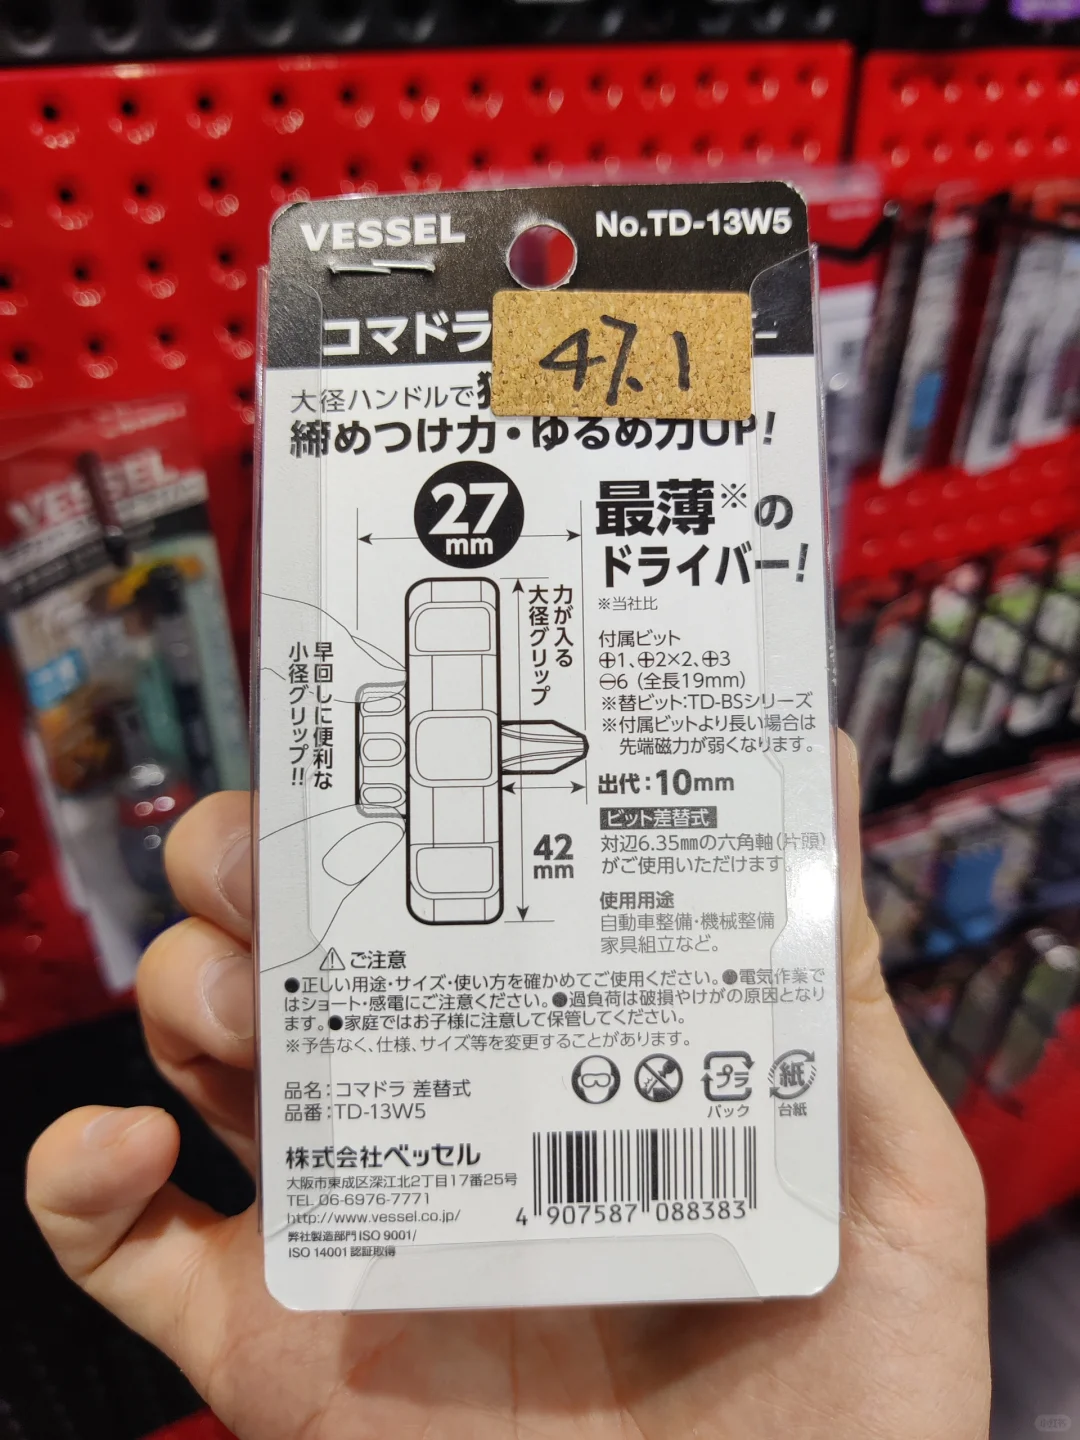 VESSEL
No.TD-13W5
コマドラ
47.1
大径ハンドルで
締めつけ力・ゆるめ力UP!
27
mm
最薄※の
ドライバー!
※当社比
力が入る
大径グリップ
早回しに便利な
小径グリップ!!
付属ビット
⊕1、⊕2×2、⊕3
⊖6 (全長19mm)
※替ビット:TD-BSシリーズ
※付属ビットより長い場合は
先端磁力が弱くなります。
出代:10mm
ビット差替式
対辺6.35mmの六角軸(片頭)
がご使用いただけます。
42
mm
使用用途
自動車整備・機械整備
家具組立など。
⚠ご注意
●正しい用途・サイズ・使い方を確かめてご使用ください。●電気作業で
はショート・感電にご注意ください。●過負荷は破損やけがの原因となり
ます。●家庭ではお子様に注意して保管してください。
※予告なく、仕様、サイズ等を変更することがあります。
プラ
パック
紙
台紙
品名:コマドラ 差替式
品番:TD-13W5
株式会社ベッセル
大阪市東成区深江北2丁目17番25号
TEL 06-6976-7771
http://www.vessel.co.jp/
弊社製造部門 ISO 9001/
ISO 14001 認証取得
4 907587 088383
VESSEL
小红书